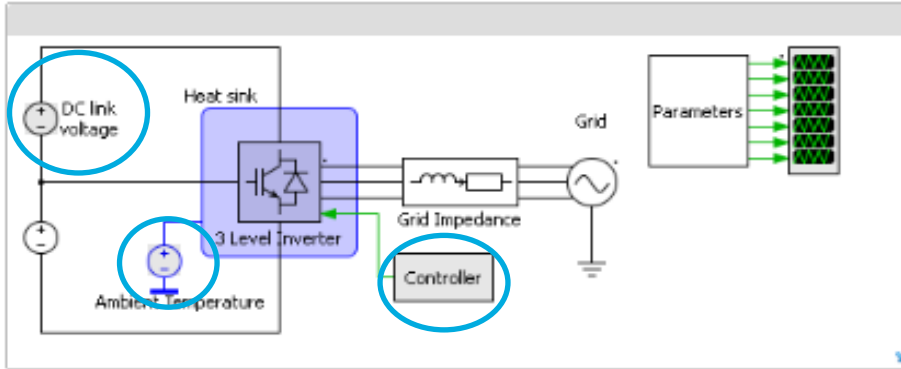 Heat sink
DC link
voltage
Grid
Parameters
3 Level Inverter
Grid Impedance
Controller
Ambient Temperature